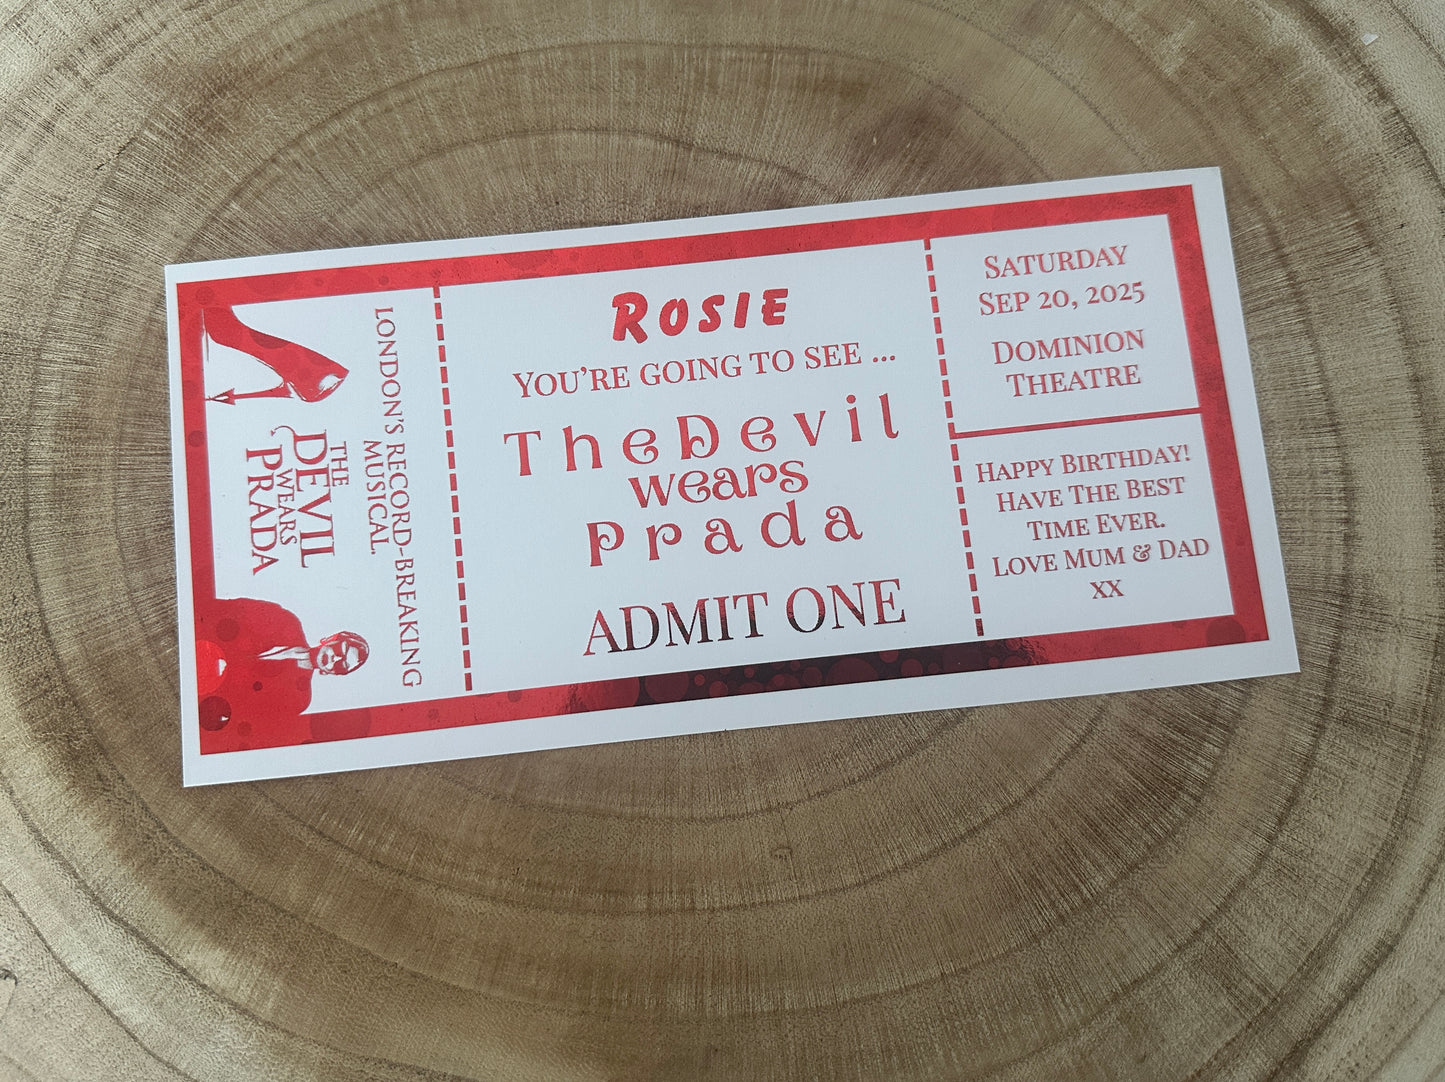 LONDON'S RECORD-BREAKING
MUSICAL.
THE
DEVIL
WEARS
PRADA
ROSIE
YOU'RE GOING TO SEE ...
The Devil
wears
Prada
ADMIT ONE
SATURDAY
SEP 20, 2025
DOMINION
THEATRE
HAPPY BIRTHDAY!
HAVE THE BEST
TIME EVER.
LOVE MUM & DAD
XX